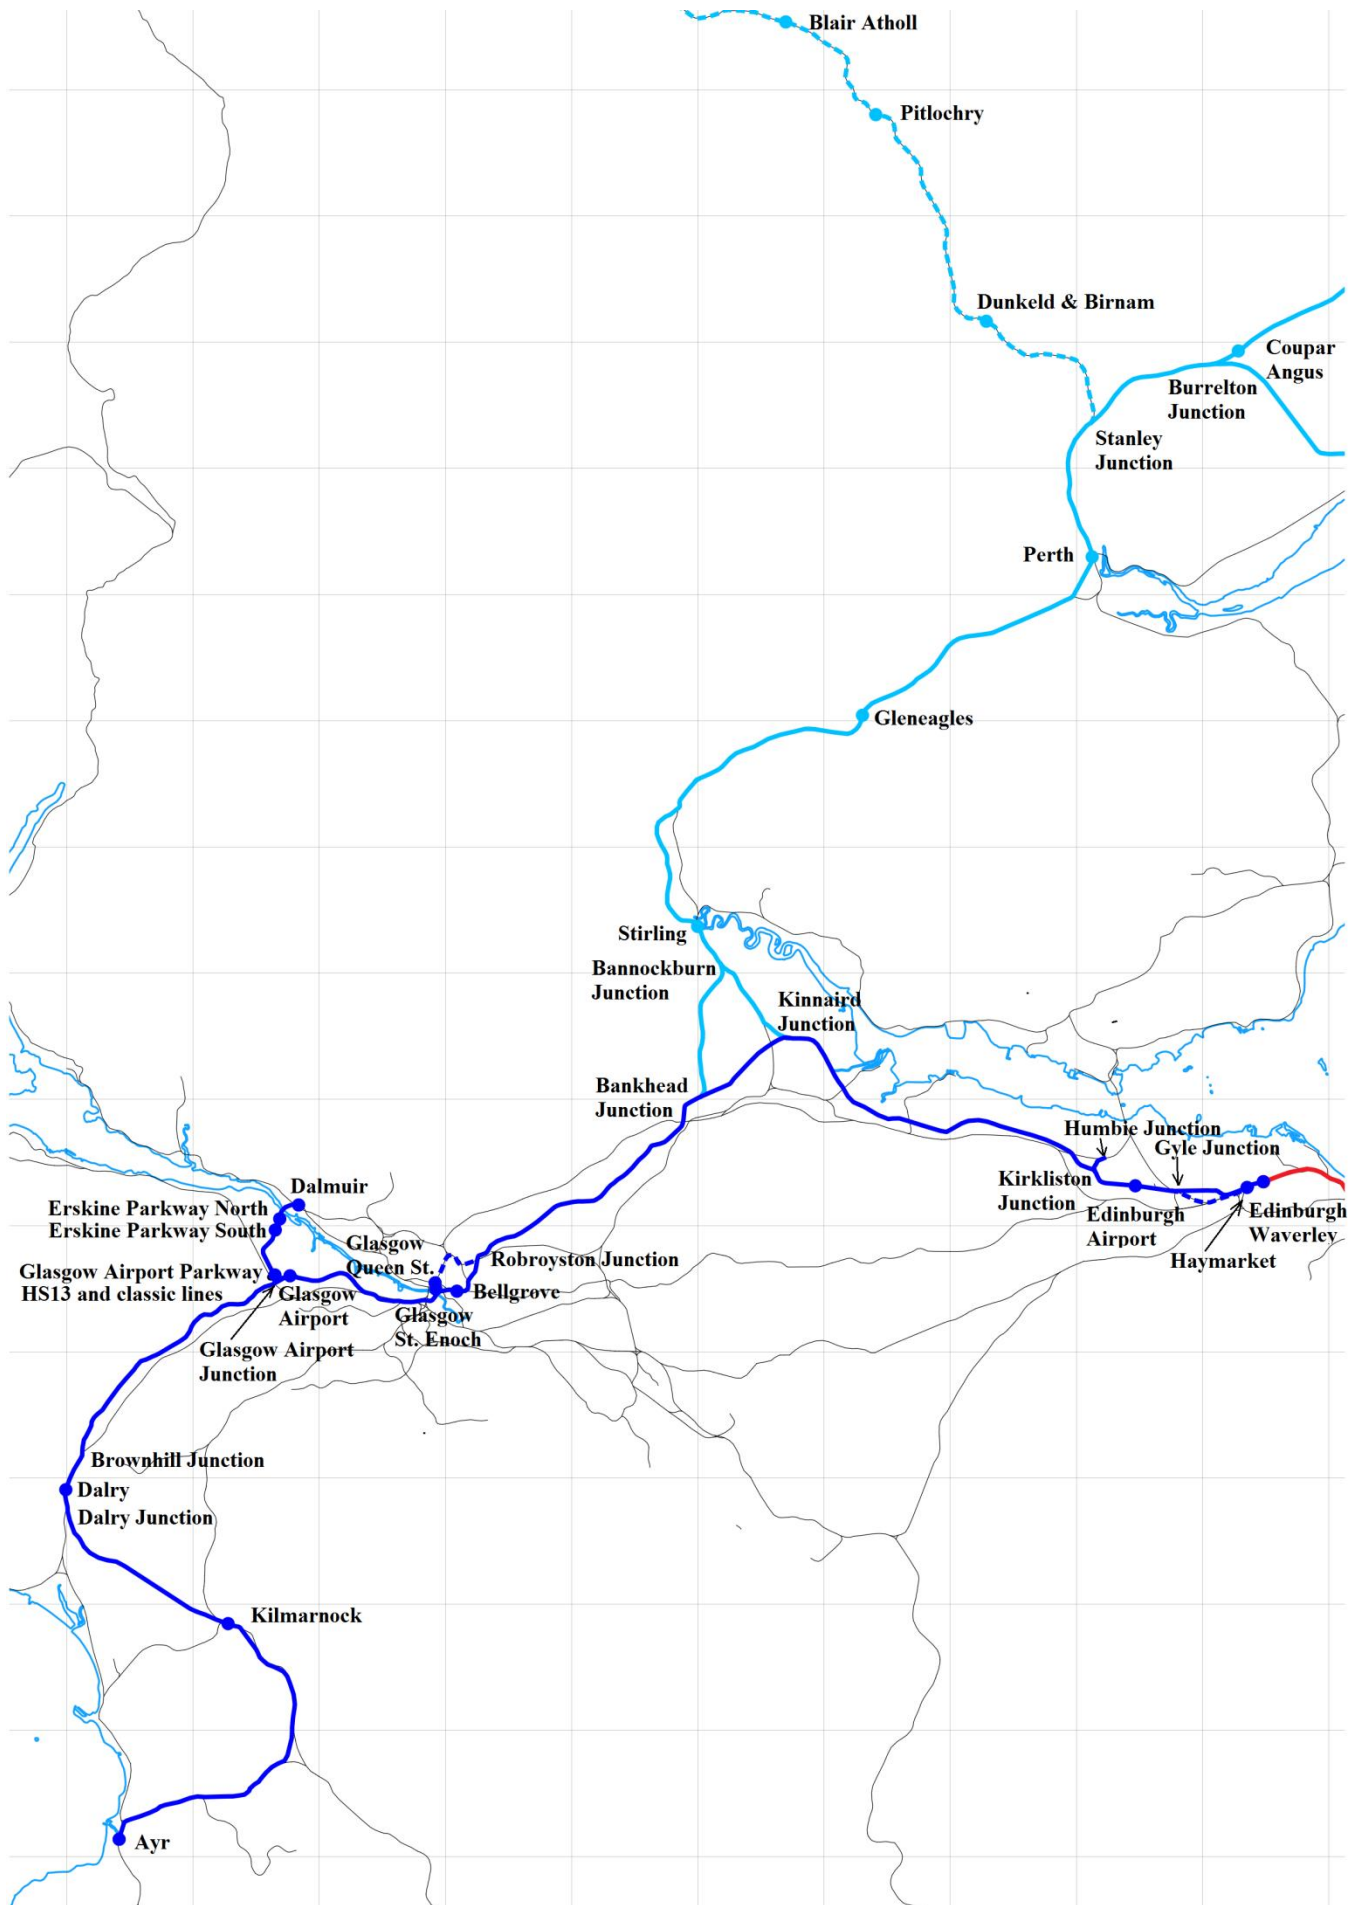 Blair Atholl
Pitlochry
Dunkeld & Birnam
Coupar
Angus
Burrelton
Junction
Stanley
Junction
Perth
Gleneagles
Stirling
Bannockburn
Junction
Kinnaird
Junction
Bankhead
Junction
Humbie Junction
Gyle Junction
Kirkliston
Junction
Edinburgh
Airport
Edinburgh
Waverley
Haymarket
Dalmuir
Erskine Parkway North
Erskine Parkway South
Glasgow
Queen St.
Robroyston Junction
Glasgow Airport Parkway
HS13 and classic lines
Glasgow
Airport
Bellgrove
Glasgow
St. Enoch
Glasgow Airport
Junction
Brownhill Junction
Dalry
Dalry Junction
Kilmarnock
Ayr